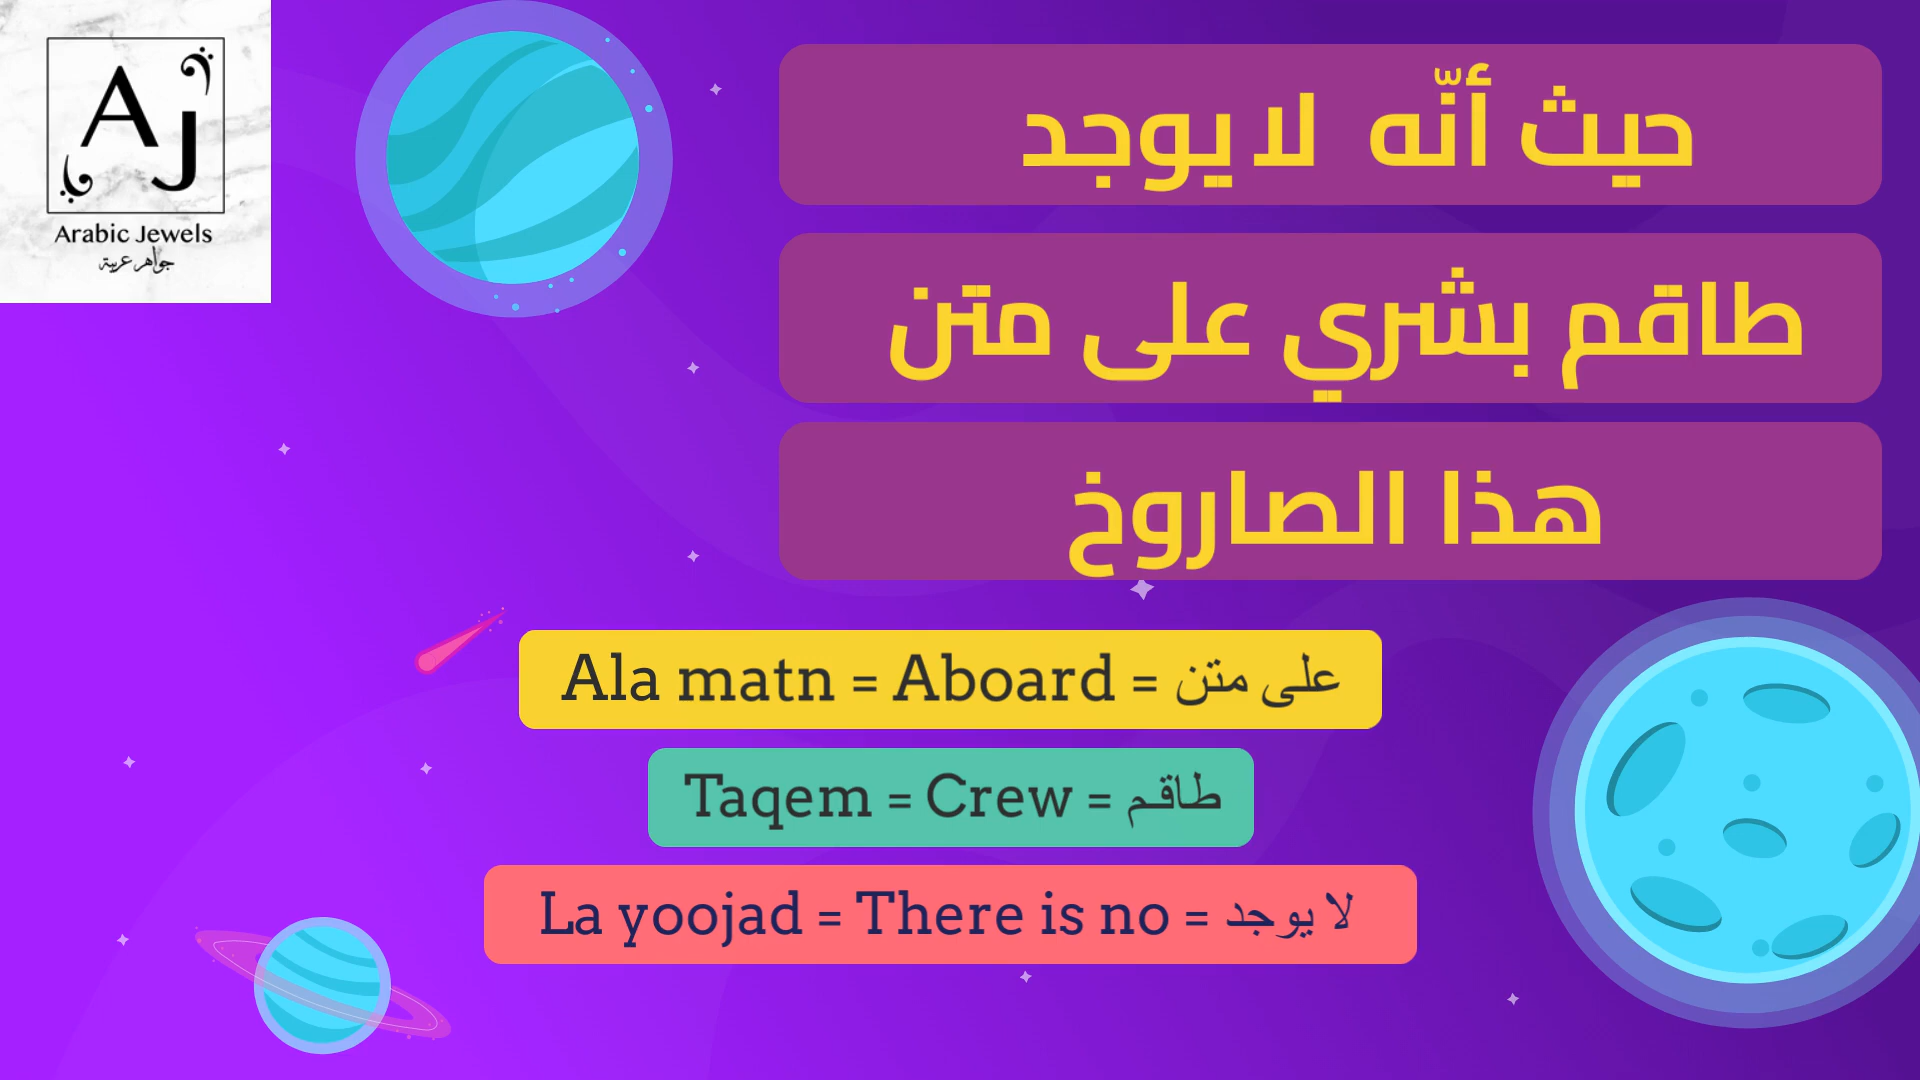 AJ
Arabic Jewels
جواهر عربية
حيث أنّه لا يوجد
طاقم بشري على متن
هذا الصاروخ
Ala matn = Aboard = على متن
Taqem = Crew = طاقم
La yoojad = There is no = لا يوجد